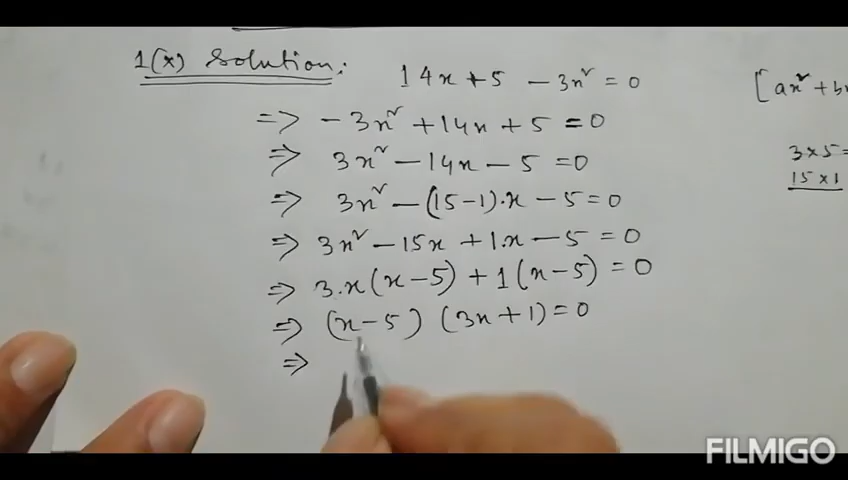 1(x) Solution:
14x + 5 - 3x² = 0
=> - 3x² + 14x + 5 = 0
=> 3x² - 14x - 5 = 0
=> 3x² - (15-1)·x - 5 = 0
=> 3x² - 15x + 1·x - 5 = 0
=> 3·x(x-5) + 1(x-5) = 0
=> (x-5) (3x+1) = 0
=>
[ax² + bx
3×5=
15×1
FILMIGO